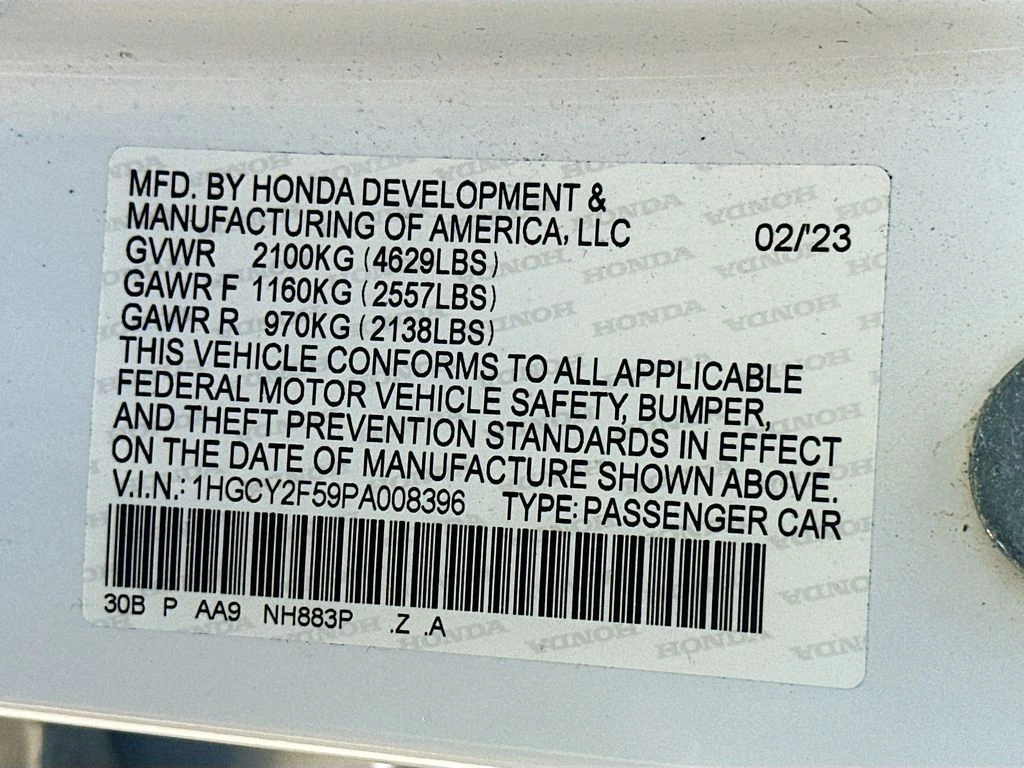 MFD. BY HONDA DEVELOPMENT &
MANUFACTURING OF AMERICA, LLC 02/'23
GVWR 2100KG (4629LBS)
GAWR F 1160KG (2557LBS)
GAWR R 970KG (2138LBS)
THIS VEHICLE CONFORMS TO ALL APPLICABLE
FEDERAL MOTOR VEHICLE SAFETY, BUMPER,
AND THEFT PREVENTION STANDARDS IN EFFECT
ON THE DATE OF MANUFACTURE SHOWN ABOVE.
V.I.N.: 1HGCY2F59PA008396 TYPE: PASSENGER CAR
30B P AA9 NH883P .Z .A